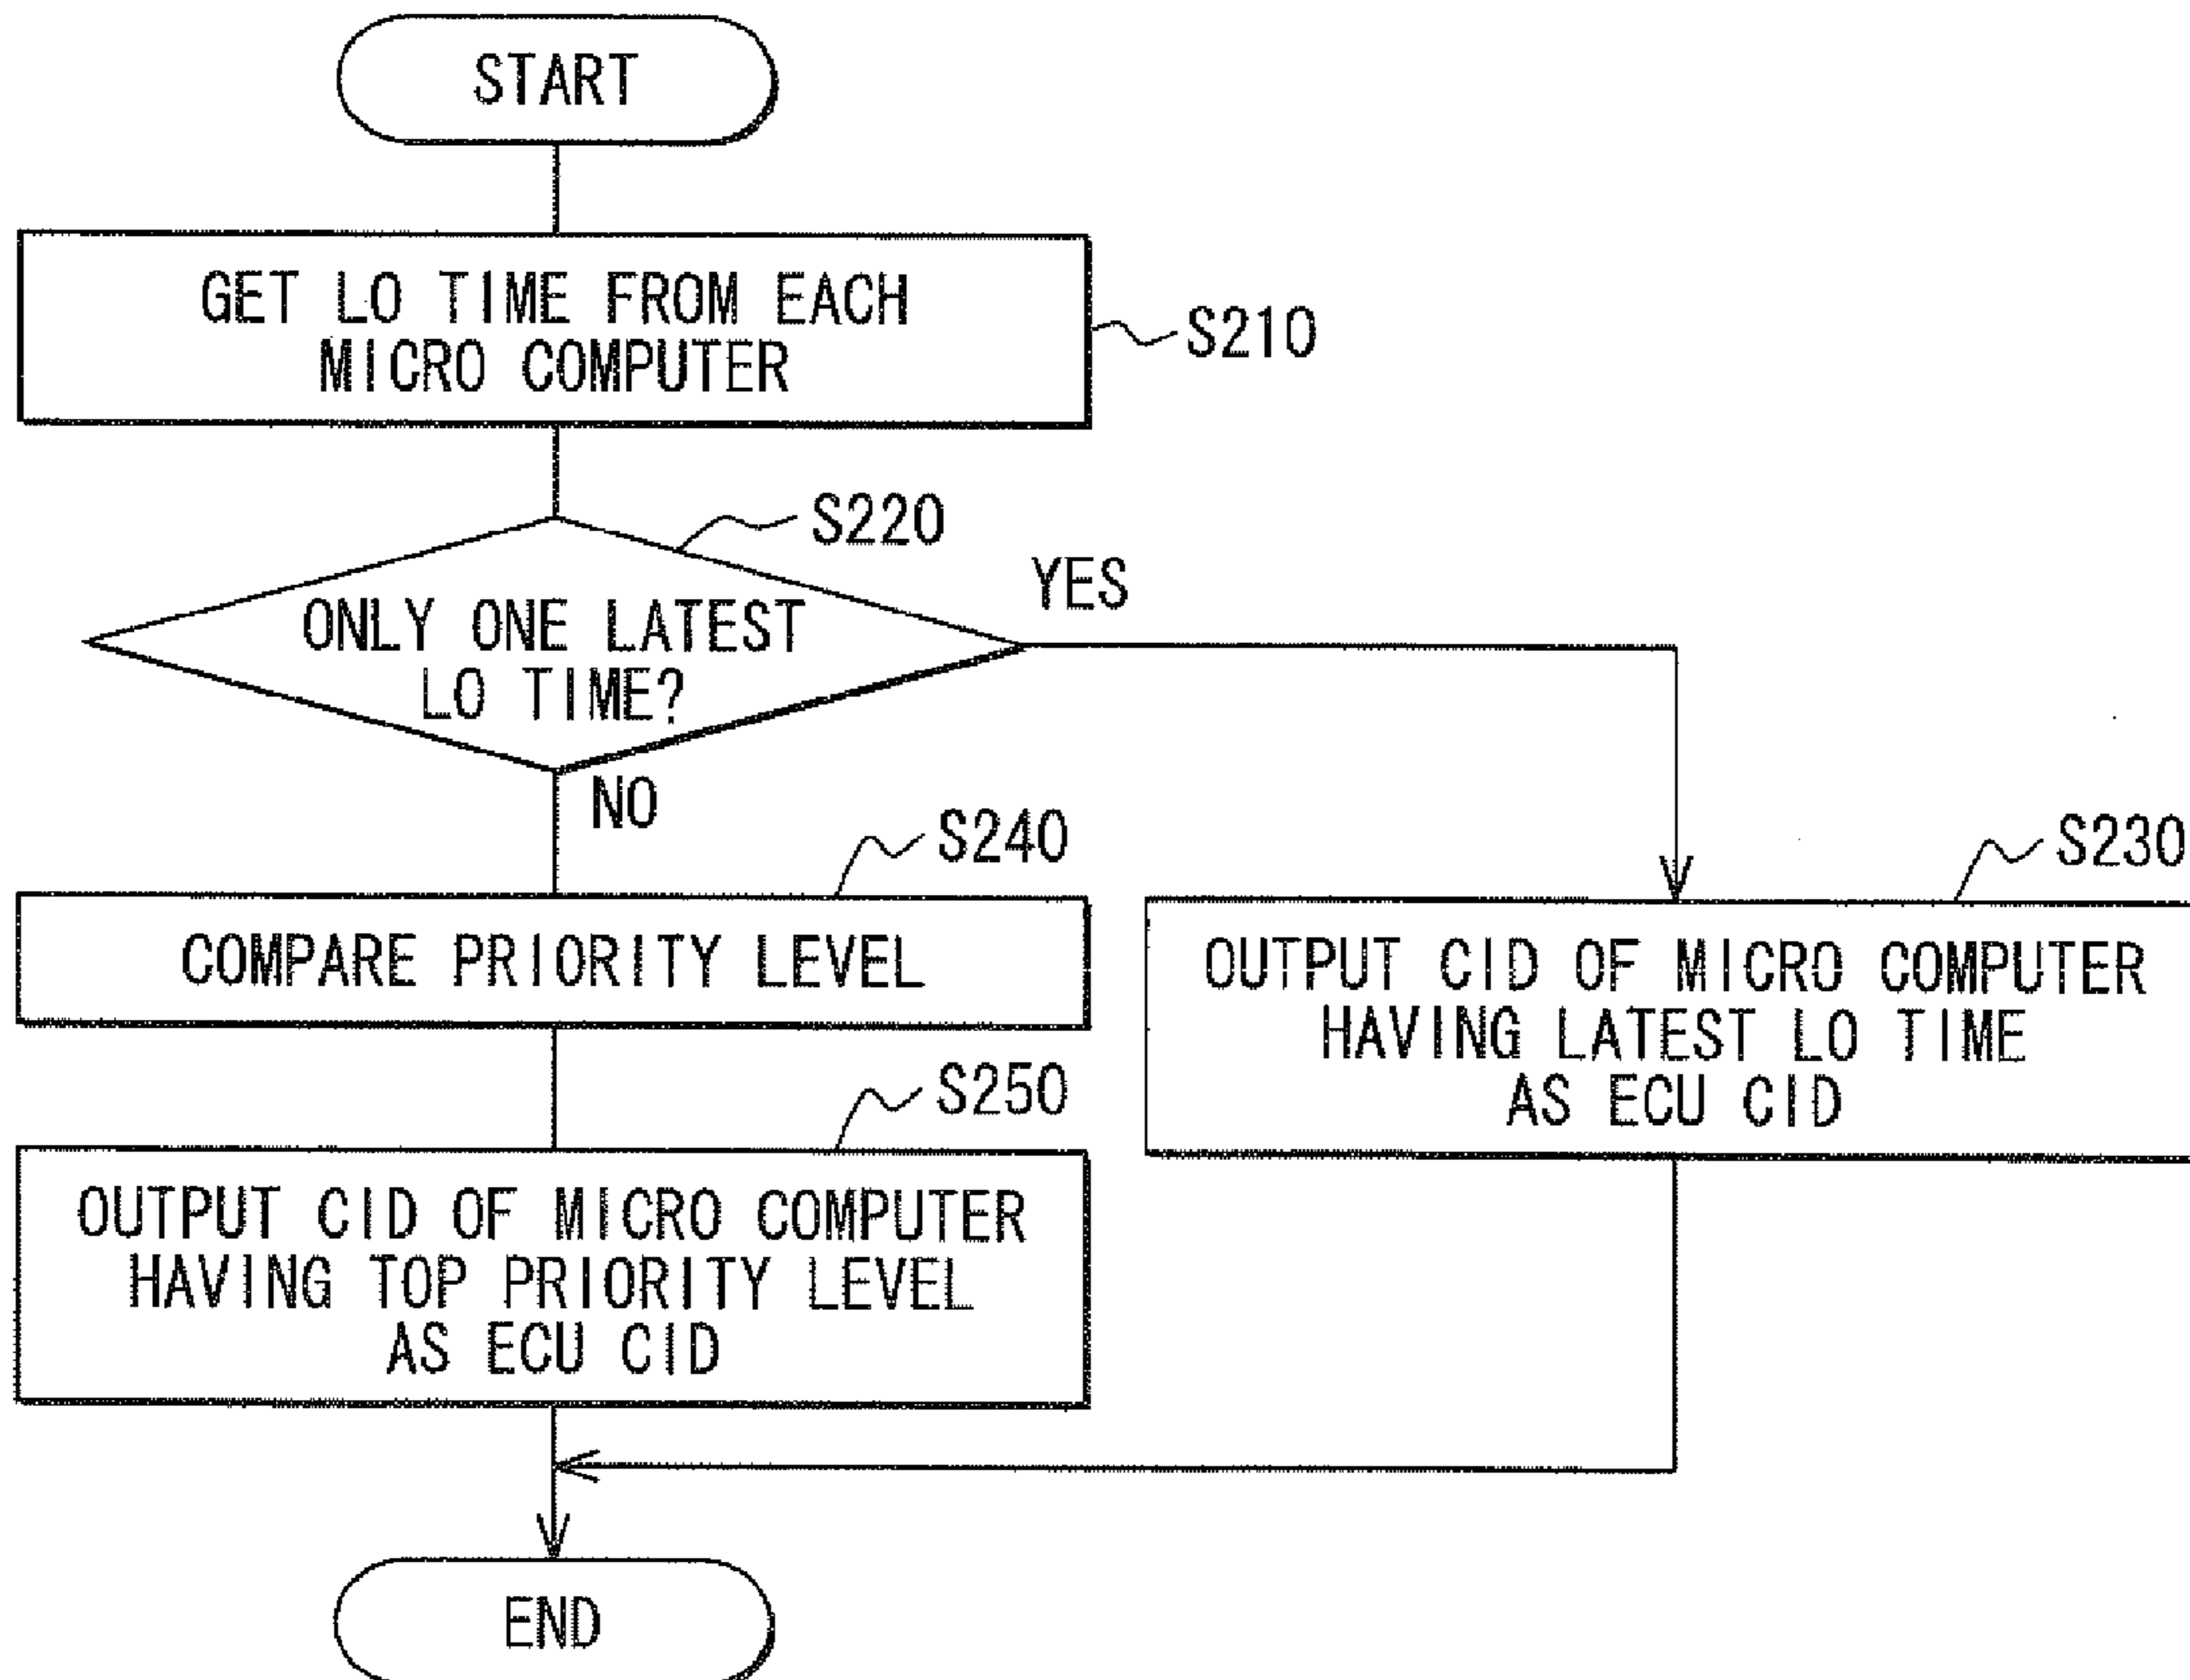 START
GET LO TIME FROM EACH
MICRO COMPUTER
S210
S220
ONLY ONE LATEST
LO TIME?
YES
NO
S240
COMPARE PRIORITY LEVEL
S230
OUTPUT CID OF MICRO COMPUTER
HAVING LATEST LO TIME
AS ECU CID
S250
OUTPUT CID OF MICRO COMPUTER
HAVING TOP PRIORITY LEVEL
AS ECU CID
END